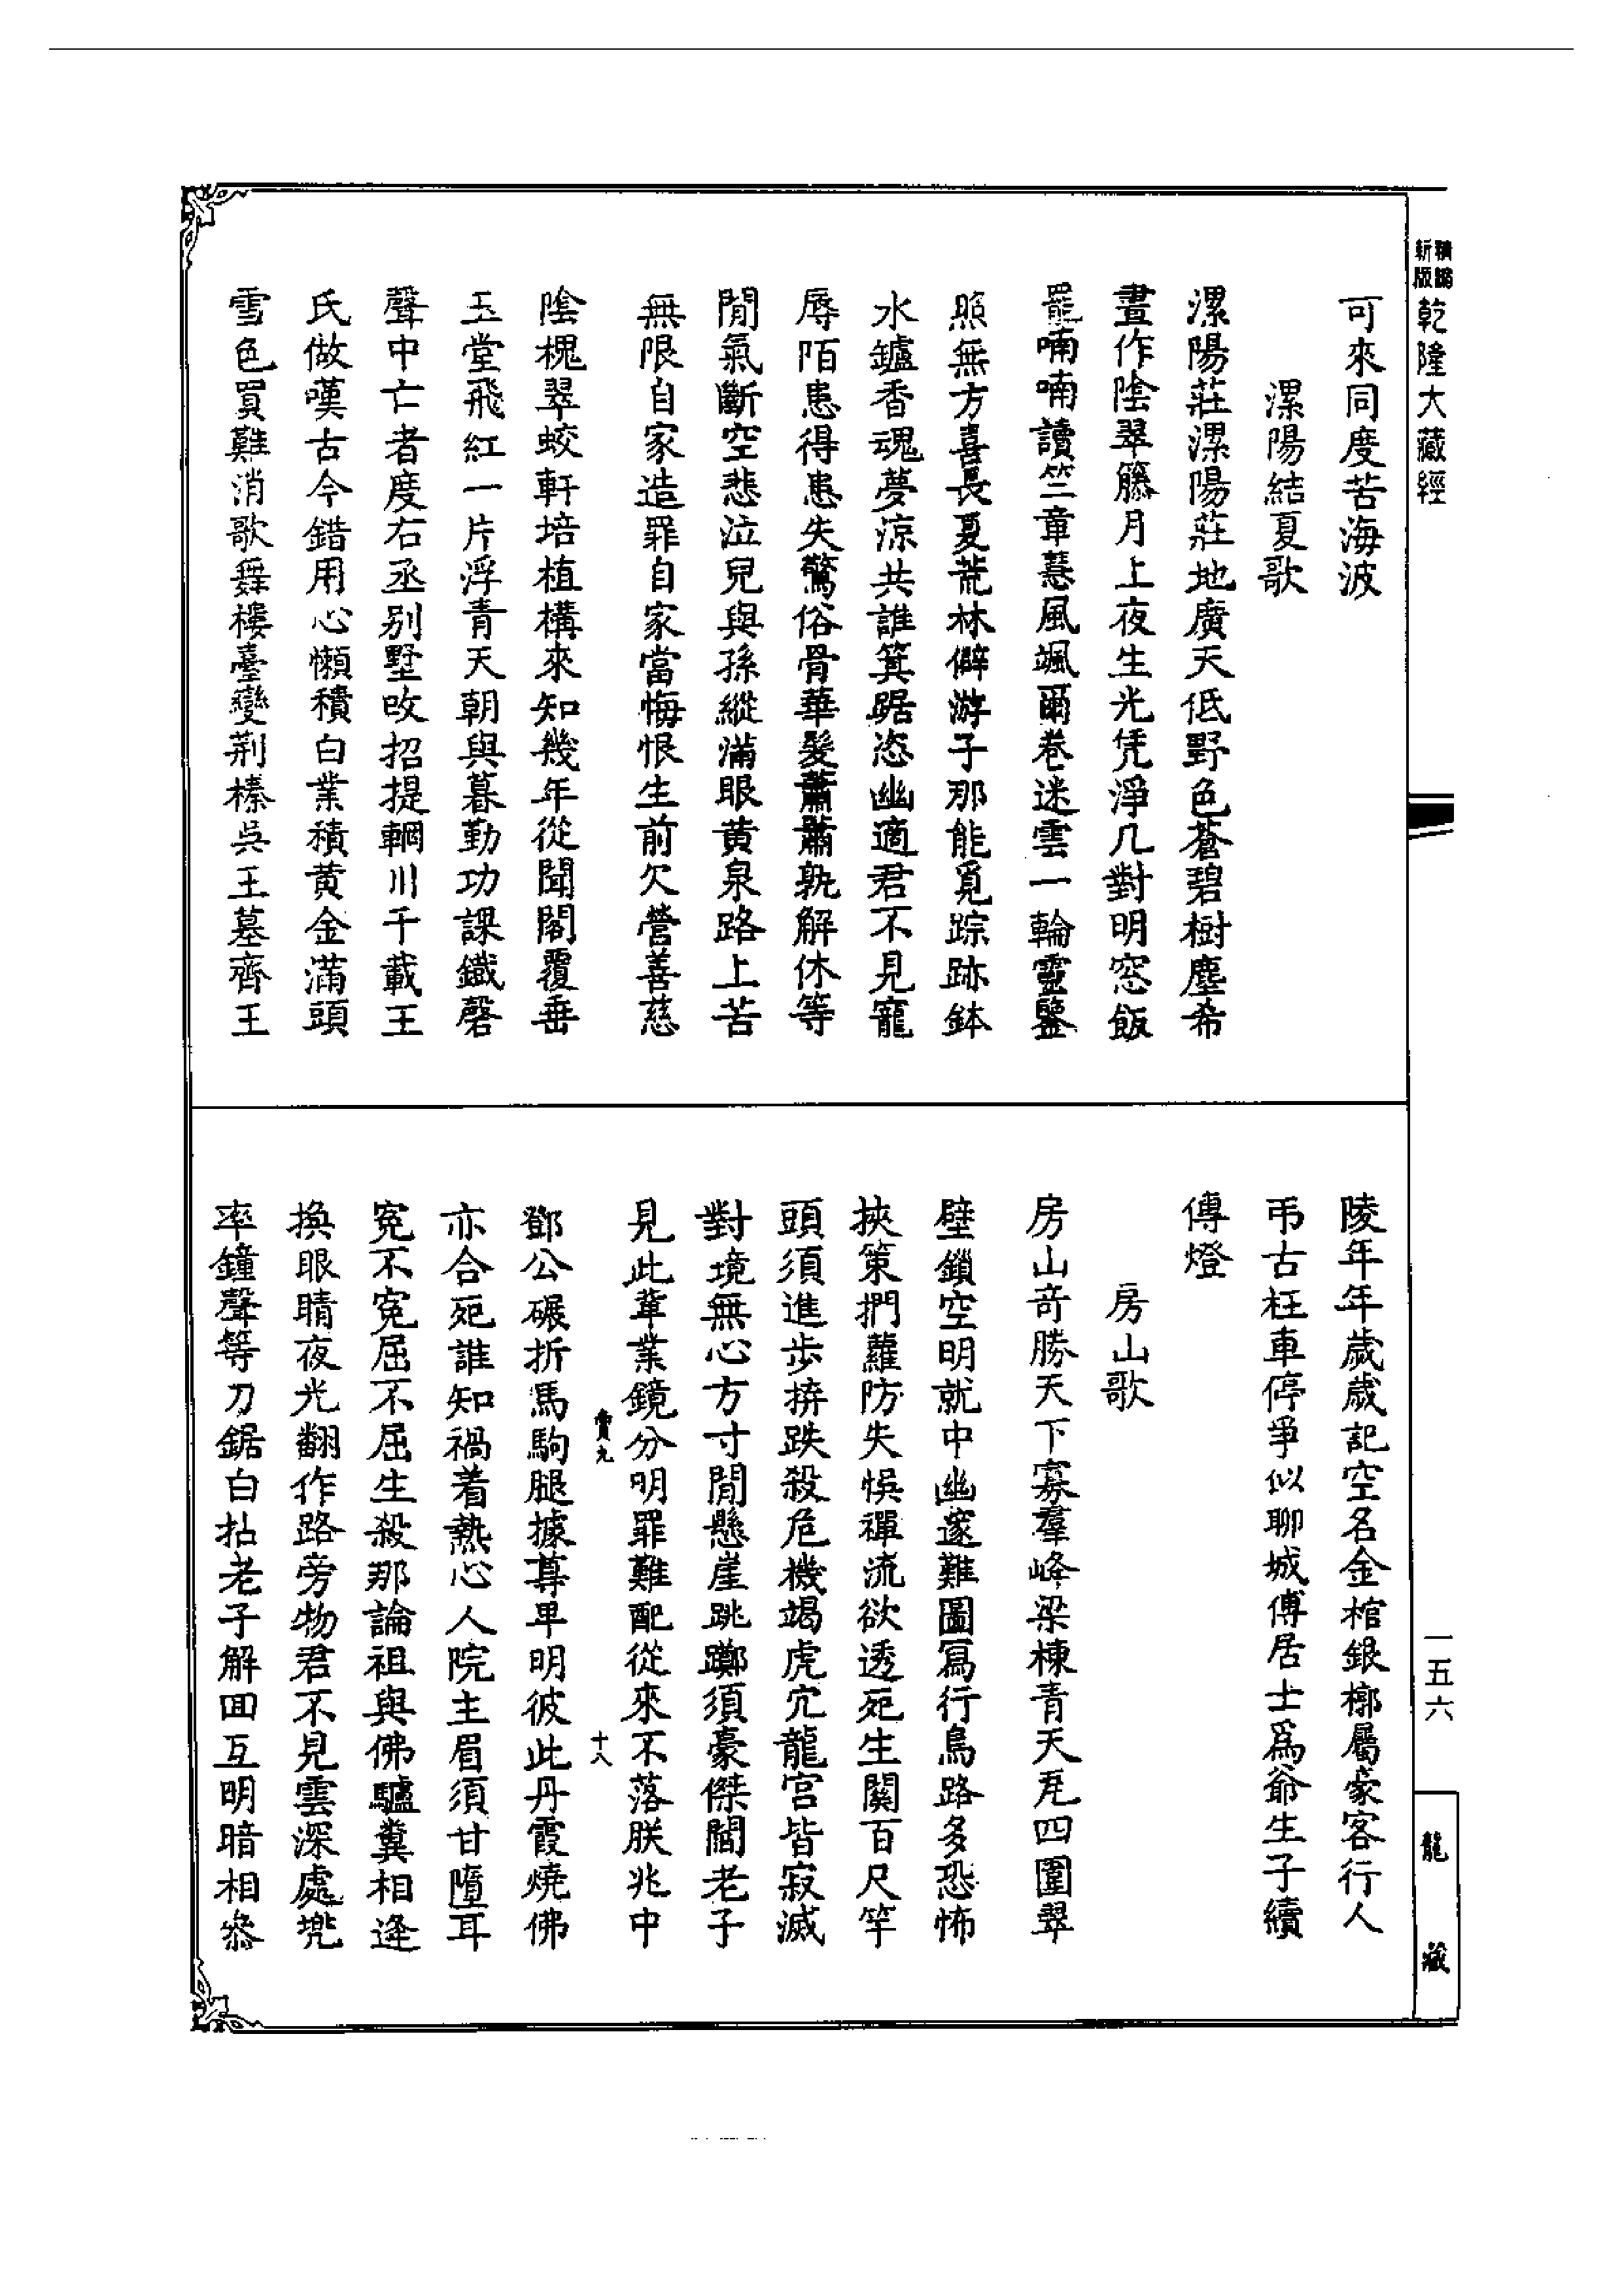 精縮
新版
乾隆大藏經
可來同度苦海波
漯陽結夏歌
漯陽莊漯陽莊地廣天低野色蒼碧樹塵希
晝作陰翠籐月上夜生光凭淨几對明窓飯
罷喃喃讀竺章慧風颯爾巻迷雲一輪靈鑒
照無方喜長夏荒林僻游子那能覓踪跡鉢
水鑪香魂夢涼共誰箕踞恣幽適君不見寵
辱陌患得患失驚俗骨華髮蕭蕭孰解休等
閒氣斷空悲泣兒與孫縱滿眼黃泉路上苦
無限自家造罪自家當悔恨生前欠營善慈
陰槐翠蛟軒培植構來知幾年從聞閣覆垂
玉堂飛紅一片浮青天朝與暮勤功課鐵磬
聲中亡者度右丞别墅改招提輞川千載王
氏做嘆古今錯用心懶積白業積黃金滿頭
雪色買難消歌舞樓臺變荆榛吳王墓齊王
陵年年歲歲記空名金棺銀槨屬豪客行人
弔古枉車停爭似聊城傅居士爲爺生子續
傳燈
房山歌
房山竒勝天下寡羣峰梁棟青天瓦四圍翠
壁鎖空明就中幽邃難圖寫行鳥路多恐怖
挾策捫蘿防失悞禪流欲透死生關百尺竿
頭須進步捹跌殺危機竭虎穴龍宮皆寂滅
對境無心方寸閒懸崖跳躑須豪傑閻老子
見此輩業鏡分明罪難配從來不落朕兆中
鄧公碾折馬駒腿據尊卑明彼此丹霞燒佛
亦合死誰知禍着熱心人院主眉須甘墮耳
寃不寃屈不屈生殺那論祖與佛驢糞相逢
換眼睛夜光翻作路旁物君不見雲深處兠
率鐘聲等刀鋸白拈老子解囬互明暗相叅
十八
一五六
龍藏